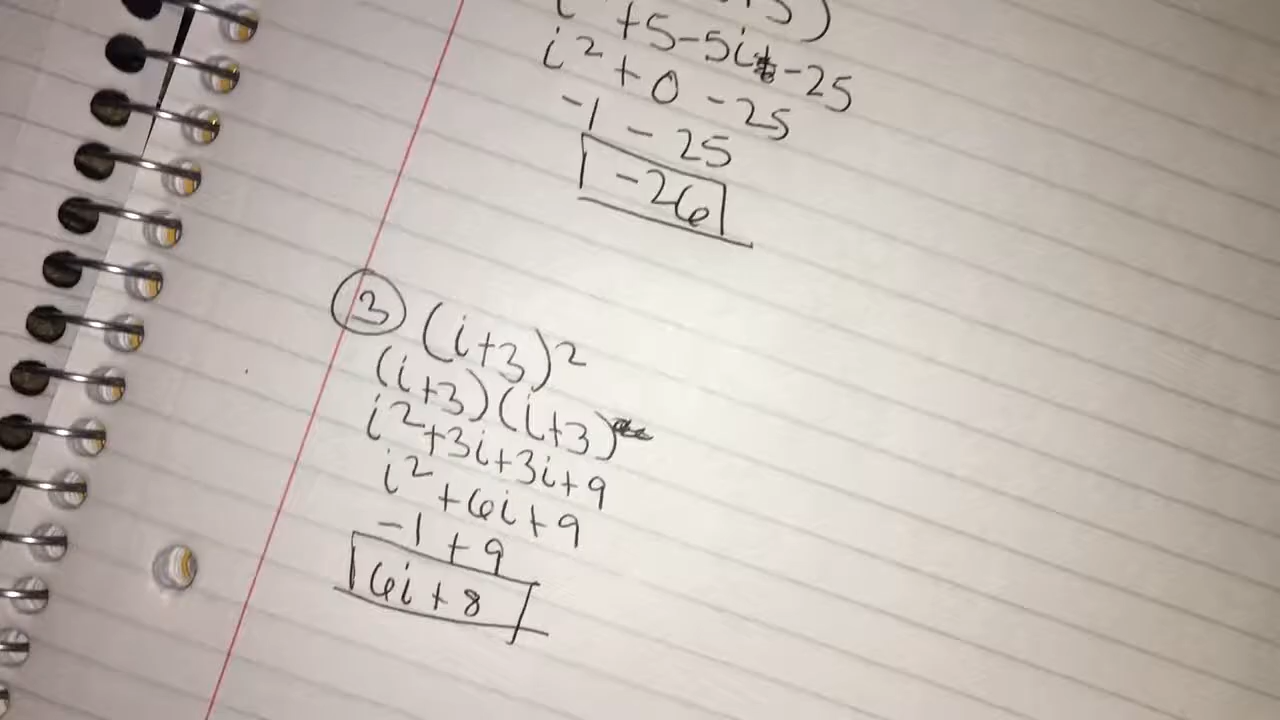 i +5)
+5-5i -25
i² + 0 - 25
-1 - 25
-26
3 (i+3)²
(i+3)(i+3)
i²+3i+3i+9
i² +6i+9
-1 +9
6i+8